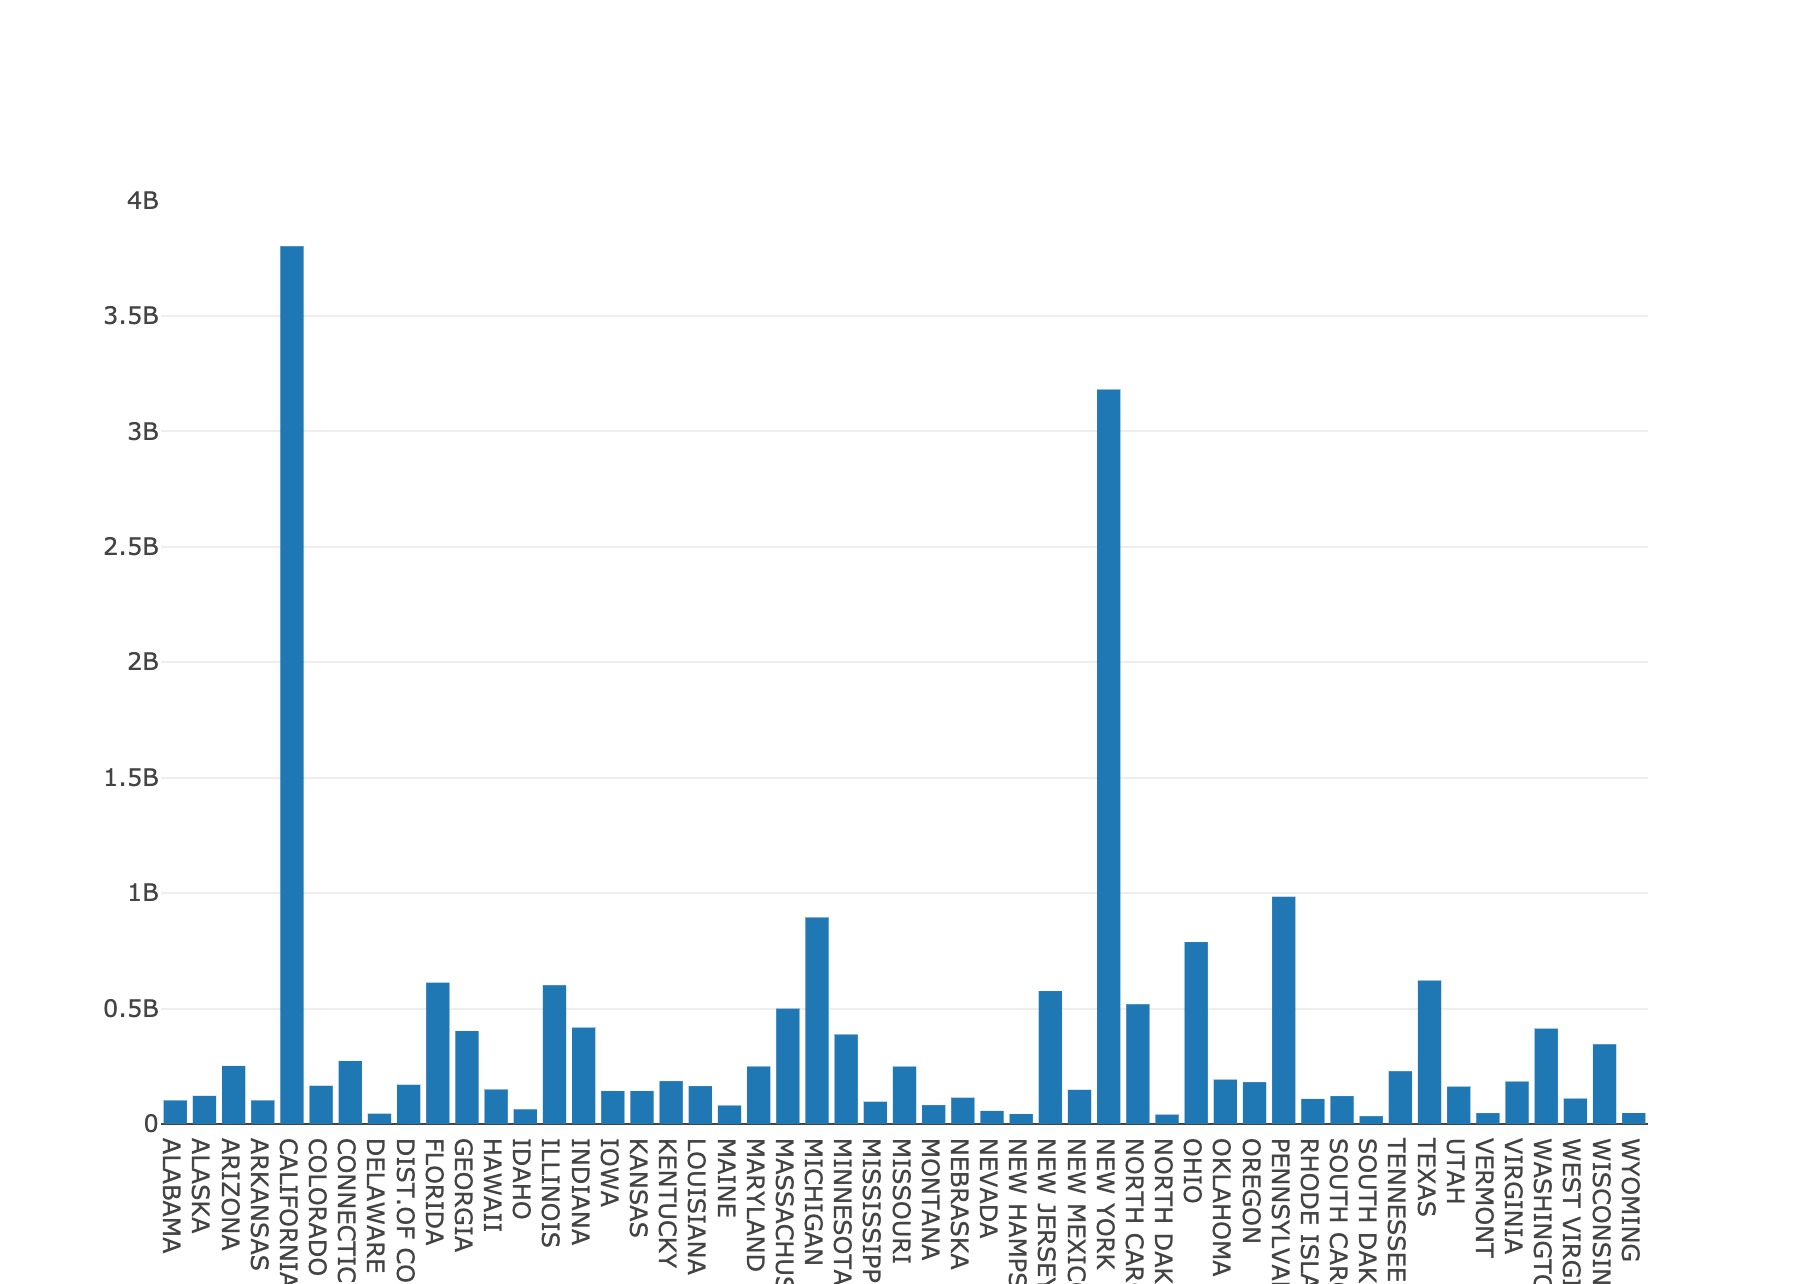 4B
3.5B
3B
2.5B
2B
1.5B
1B
0.5B
0
ALABAMA
ALASKA
ARIZONA
ARKANSAS
CALIFORNIA
COLORADO
CONNECTIC
DELAWARE
DIST.OF CO
FLORIDA
GEORGIA
HAWAII
IDAHO
ILLINOIS
INDIANA
IOWA
KANSAS
KENTUCKY
LOUISIANA
MAINE
MARYLAND
MASSACHUS
MICHIGAN
MINNESOTA
MISSISSIPP
MISSOURI
MONTANA
NEBRASKA
NEVADA
NEW HAMPS
NEW JERSEY
NEW MEXICO
NEW YORK
NORTH CAR
NORTH DAK
OHIO
OKLAHOMA
OREGON
PENNSYLVA
RHODE ISLA
SOUTH CAR
SOUTH DAK
TENNESSEE
TEXAS
UTAH
VERMONT
VIRGINIA
WASHINGTO
WEST VIRGI
WISCONSIN
WYOMING